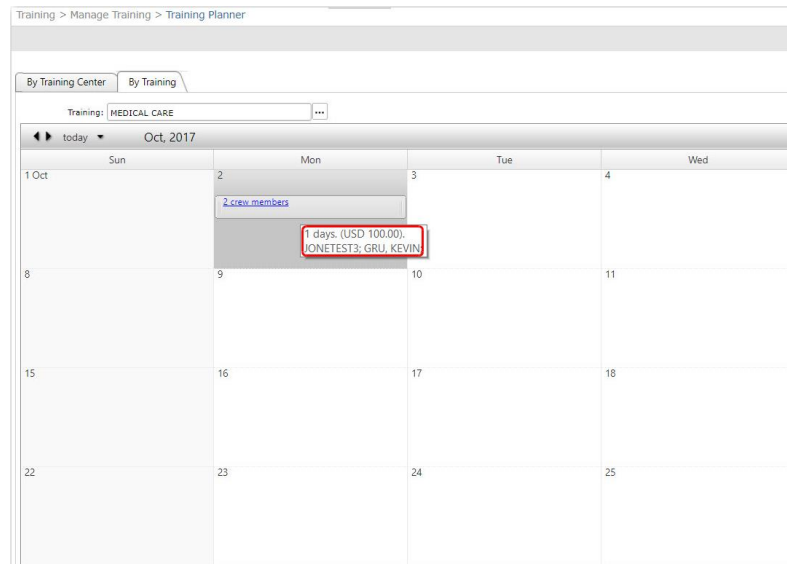 Training > Manage Training > Training Planner
By Training Center By Training
Training: MEDICAL CARE ...
today Oct, 2017
Sun Mon Tue Wed
1 Oct 2 3 4
2 crew members
1 days. (USD 100.00).
JONETEST3; GRU, KEVIN;
8 9 10 11
15 16 17 18
22 23 24 25